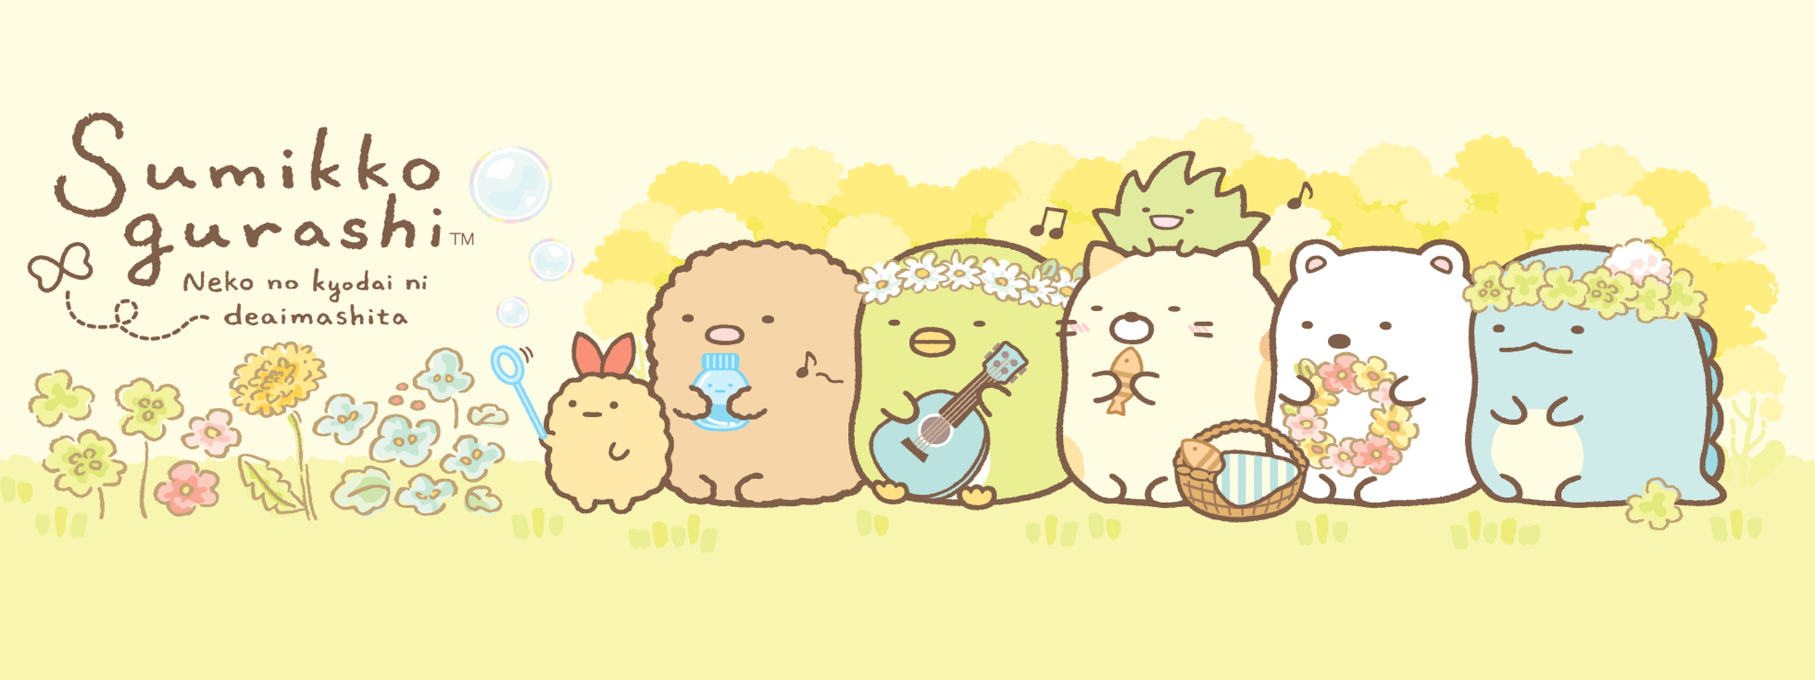 Sumikko
gurashi™
Neko no kyodai ni
deaimashita